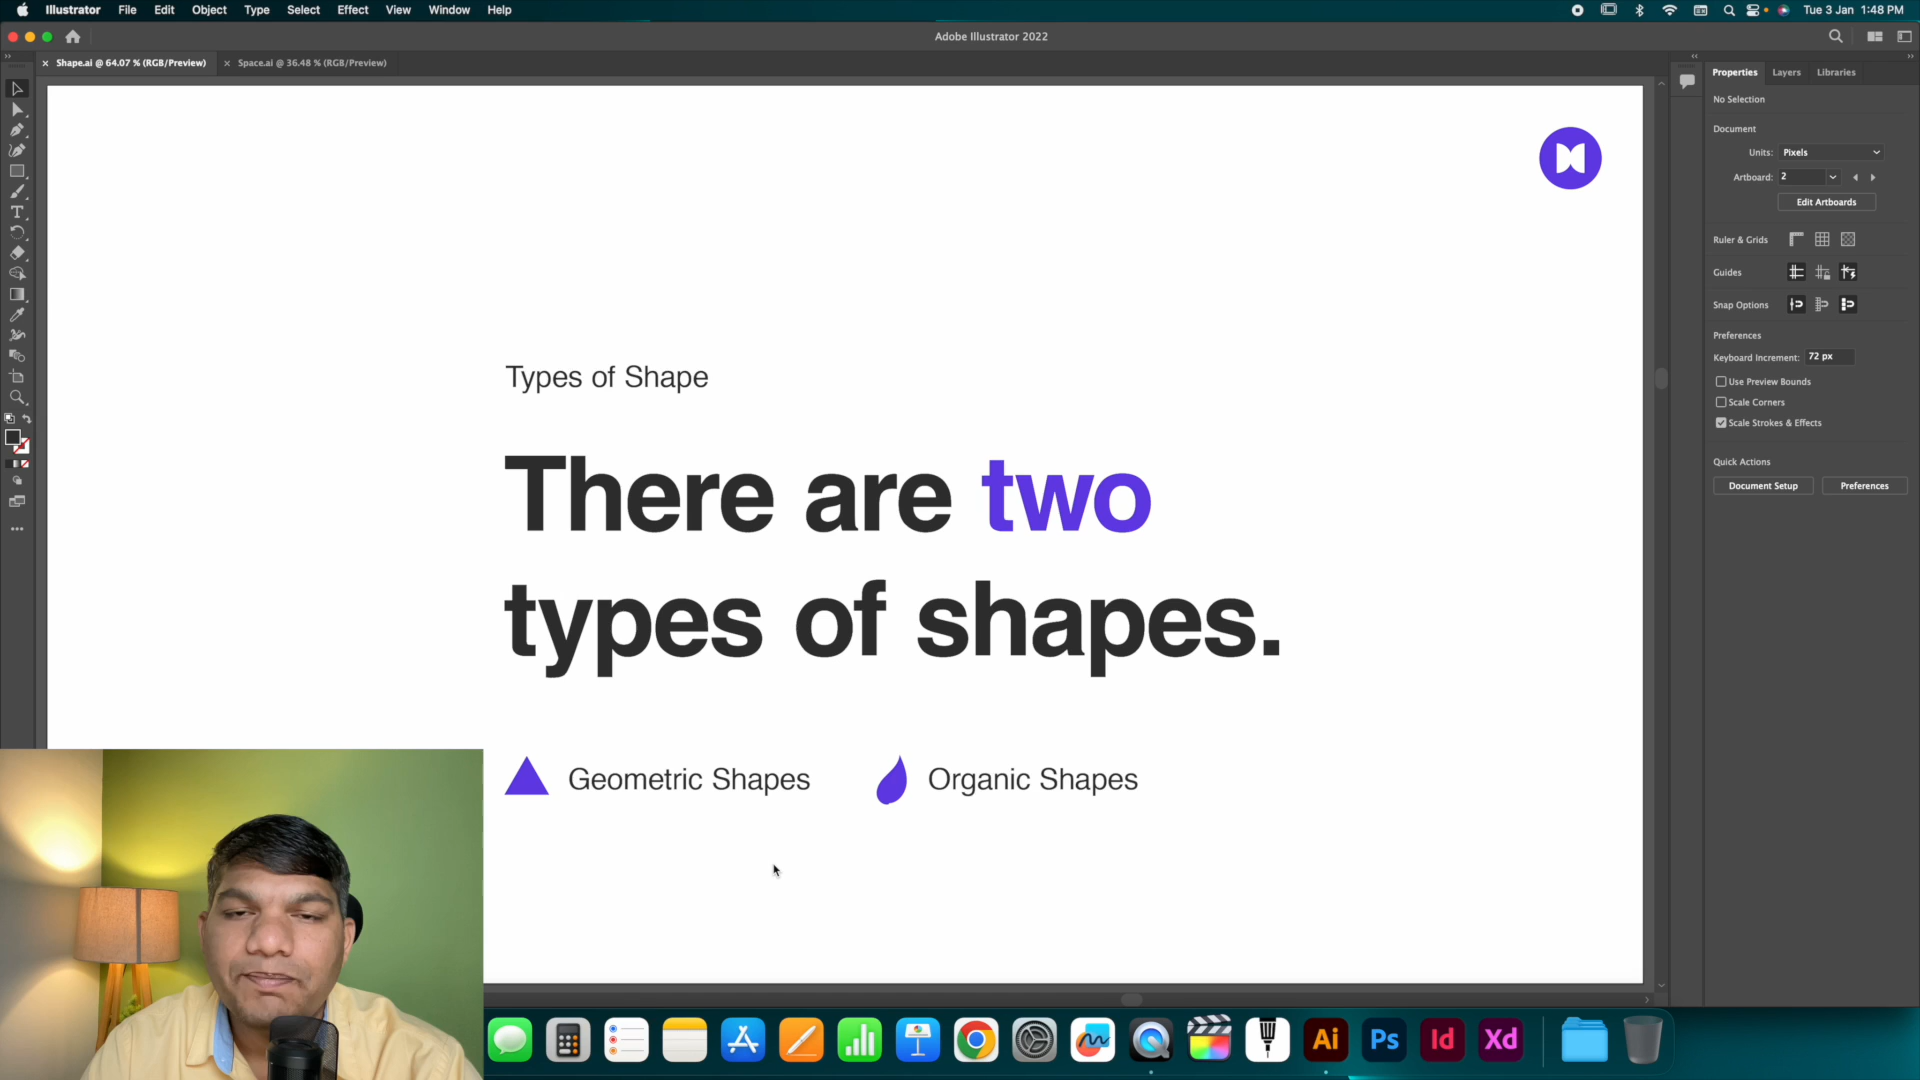 Illustrator File Edit Object Type Select Effect View Window Help
Tue 3 Jan 1:48 PM
Adobe Illustrator 2022
Shape.ai @ 64.07 % (RGB/Preview)
Space.ai @ 36.48 % (RGB/Preview)
Properties Layers Libraries
No Selection
Document
Units: Pixels
Artboard: 2
Edit Artboards
Ruler & Grids
Guides
Snap Options
Preferences
Keyboard Increment: 72 px
Use Preview Bounds
Scale Corners
Scale Strokes & Effects
Quick Actions
Document Setup Preferences
Types of Shape
There are two
types of shapes.
Geometric Shapes Organic Shapes
Ai Ps Id Xd